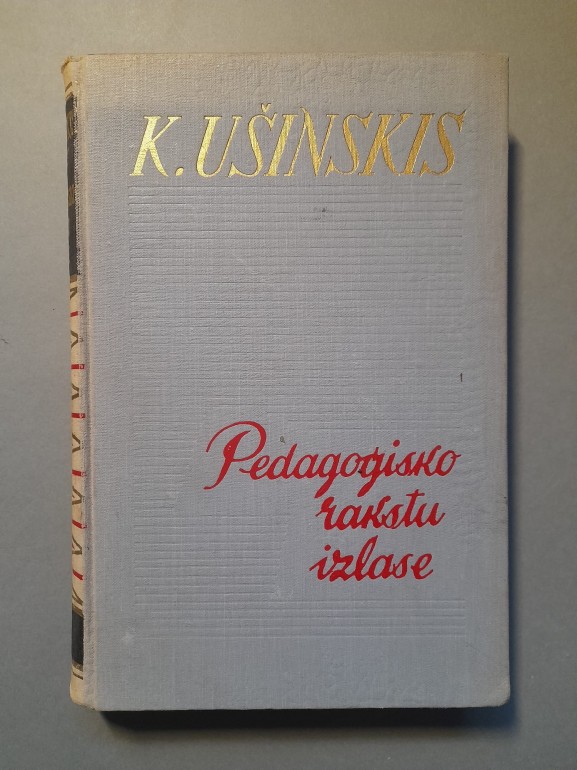 K. UŠINSKIS
Pedagoģisko
rakstu
izlase